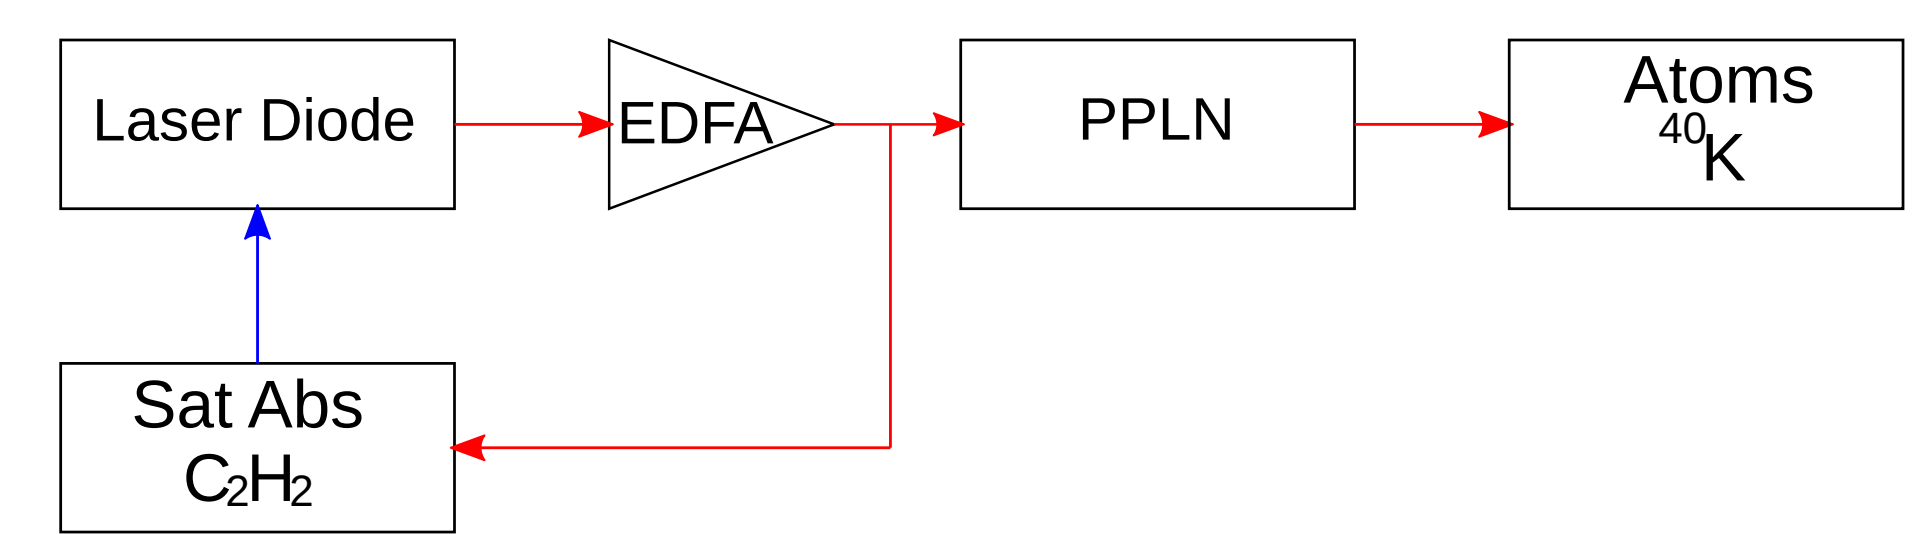 Laser Diode
EDFA
PPLN
Atoms
⁴⁰K
Sat Abs
C₂H₂